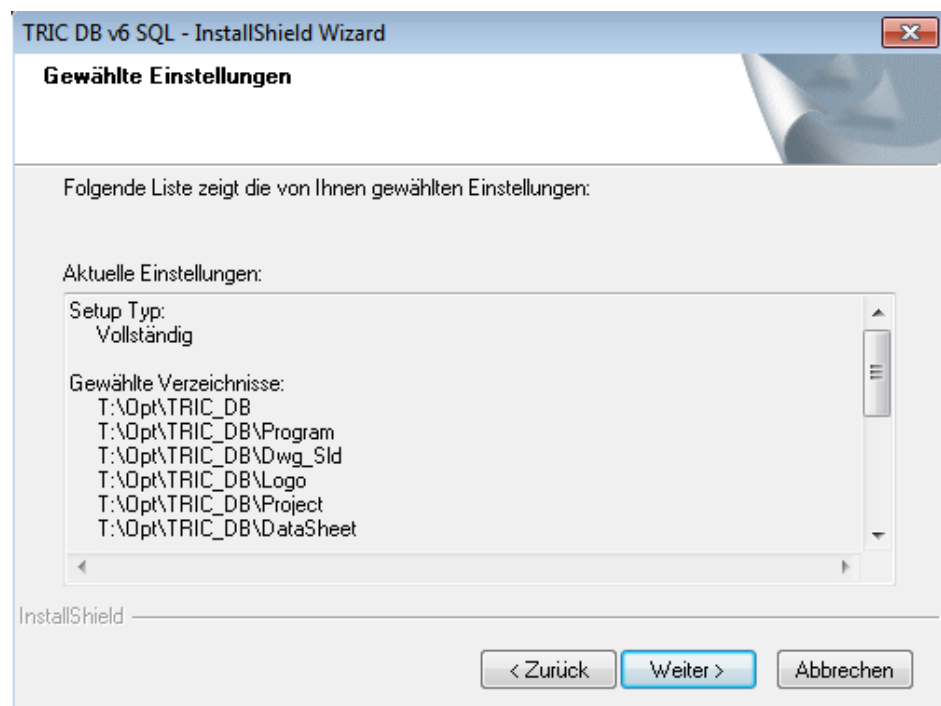 TRIC DB v6 SQL - InstallShield Wizard
Gewählte Einstellungen
Folgende Liste zeigt die von Ihnen gewählten Einstellungen:
Aktuelle Einstellungen:
Setup Typ:
Vollständig
Gewählte Verzeichnisse:
T:\Opt\TRIC_DB
T:\Opt\TRIC_DB\Program
T:\Opt\TRIC_DB\Dwg_Sld
T:\Opt\TRIC_DB\Logo
T:\Opt\TRIC_DB\Project
T:\Opt\TRIC_DB\DataSheet
InstallShield
< Zurück Weiter > Abbrechen